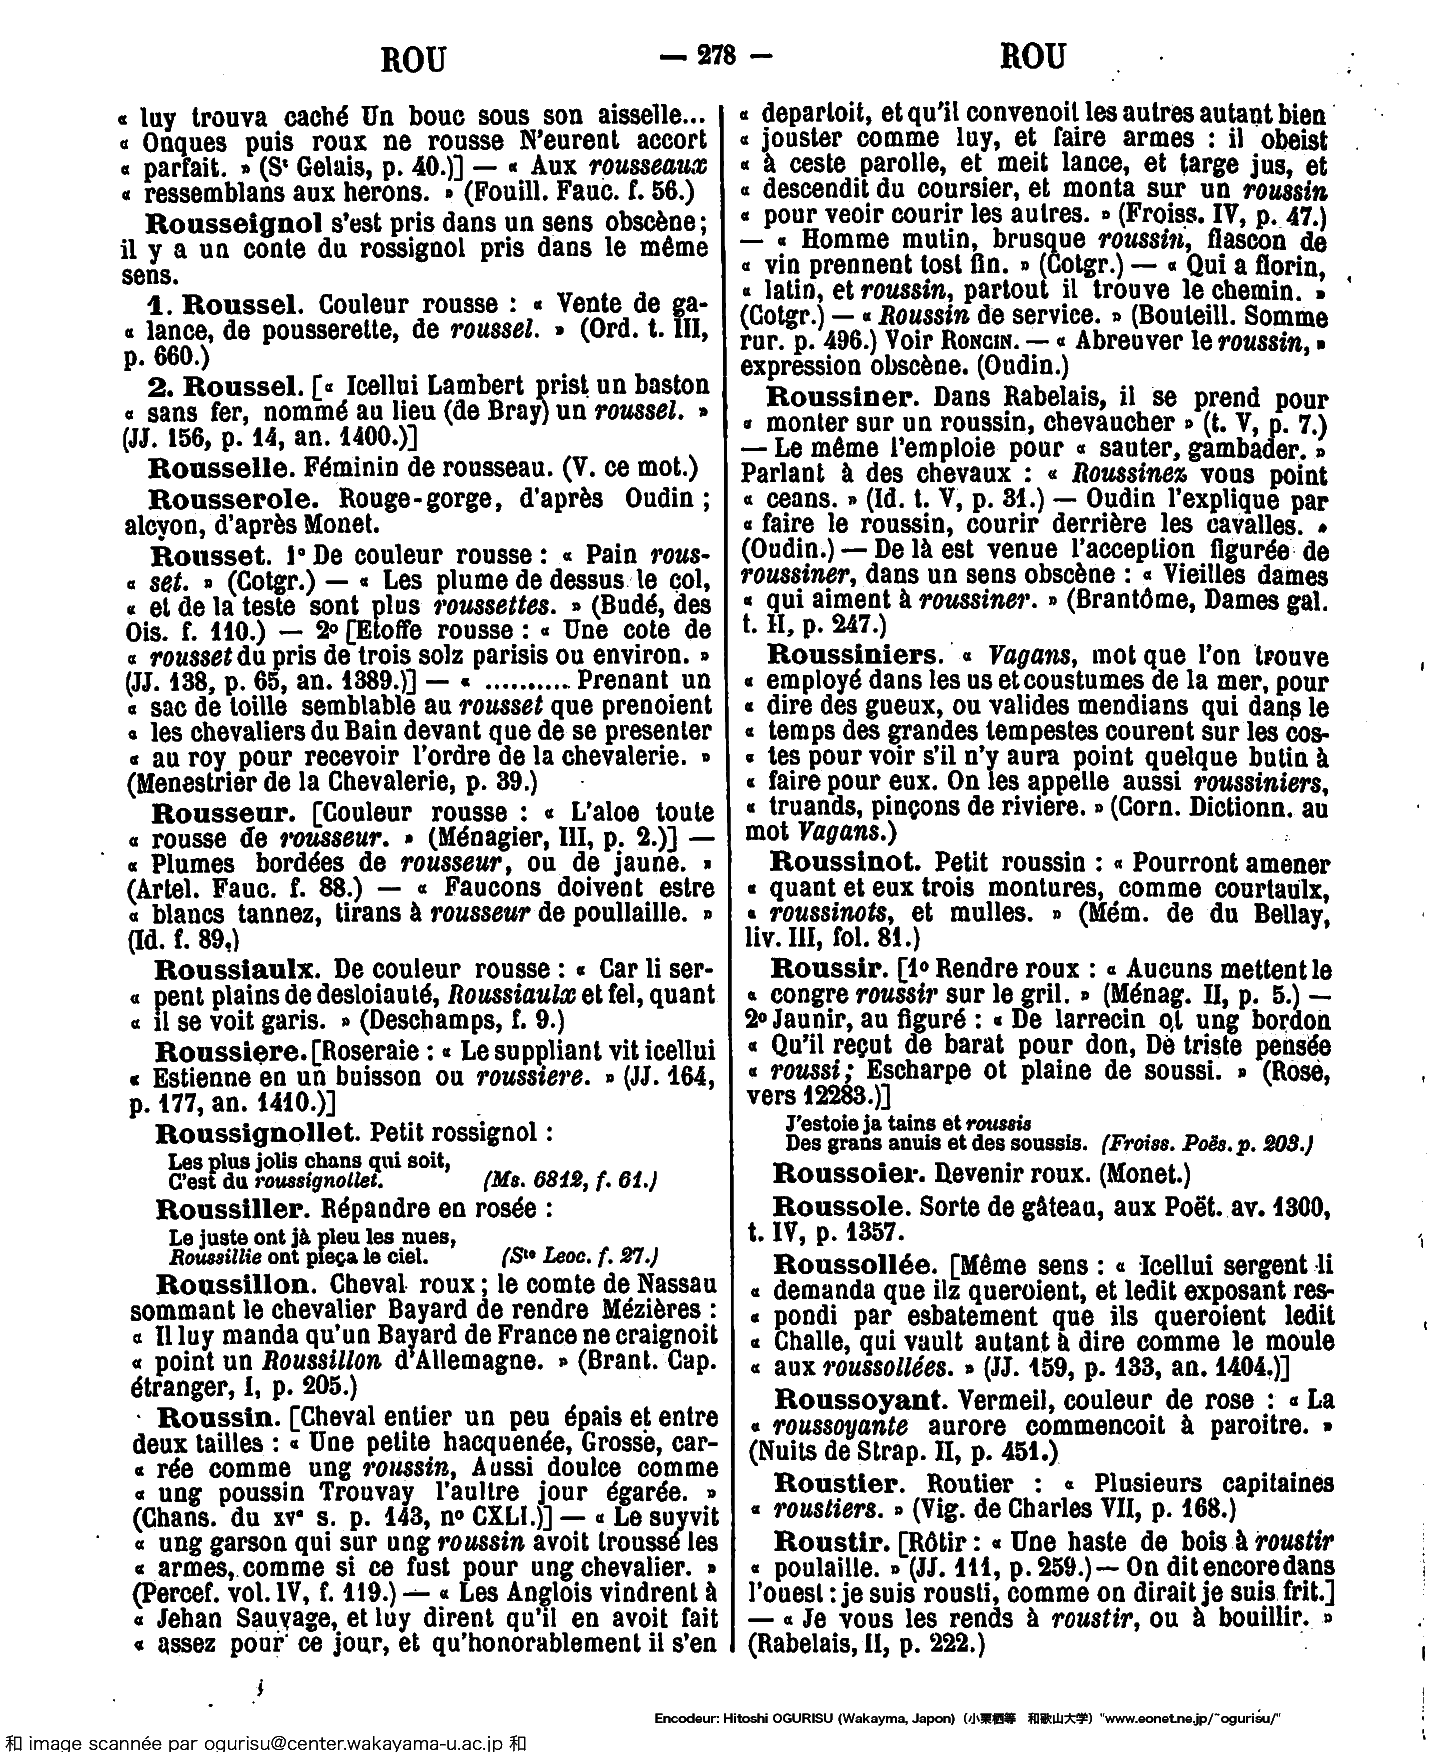 ROU — 278 — ROU
« luy trouva caché Un bouc sous son aisselle...
« Onques puis roux ne rousse N'eurent accort
« parfait. » (Sᵗ Gelais, p. 40.)] — « Aux rousseaux
« ressemblans aux herons. » (Fouill. Fauc. f. 56.)
Rousseignol s'est pris dans un sens obscène;
il y a un conte du rossignol pris dans le même
sens.
1. Roussel. Couleur rousse : « Vente de ga-
« lance, de pousserette, de roussel. » (Ord. t. III,
p. 660.)
2. Roussel. [« Icellui Lambert prist un baston
« sans fer, nommé au lieu (de Bray) un roussel. »
(JJ. 156, p. 14, an. 1400.)]
Rousselle. Féminin de rousseau. (V. ce mot.)
Rousserole. Rouge-gorge, d'après Oudin ;
alcyon, d'après Monet.
Rousset. 1º De couleur rousse : « Pain rous-
« set. » (Cotgr.) — « Les plume de dessus le col,
« et de la teste sont plus roussettes. » (Budé, des
Ois. f. 110.) — 2º [Etoffe rousse : « Une cote de
« rousset du pris de trois solz parisis ou environ. »
(JJ. 138, p. 65, an. 1389.)] — « .......... Prenant un
« sac de toille semblable au rousset que prenoient
« les chevaliers du Bain devant que de se presenter
« au roy pour recevoir l'ordre de la chevalerie. »
(Menestrier de la Chevalerie, p. 39.)
Rousseur. [Couleur rousse : « L'aloe toute
« rousse de rousseur. » (Ménagier, III, p. 2.)] —
« Plumes bordées de rousseur, ou de jaune. »
(Artel. Fauc. f. 88.) — « Faucons doivent estre
« blancs tannez, tirans à rousseur de poullaille. »
(Id. f. 89.)
Roussiaulx. De couleur rousse : « Car li ser-
« pent plains de desloiauté, Roussiaulx et fel, quant
« il se voit garis. » (Deschamps, f. 9.)
Roussiere. [Roseraie : « Le suppliant vit icellui
« Estienne en un buisson ou roussiere. » (JJ. 164,
p. 177, an. 1410.)]
Roussignollet. Petit rossignol :
Les plus jolis chans qui soit,
C'est du roussignollet. (Ms. 6812, f. 61.)
Roussiller. Répandre en rosée :
Le juste ont jà pleu les nues,
Roussillie ont pieça le ciel. (Sᵗᵉ Leoc. f. 27.)
Roussillon. Cheval roux ; le comte de Nassau
sommant le chevalier Bayard de rendre Mézières :
« Il luy manda qu'un Bayard de France ne craignoit
« point un Roussillon d'Allemagne. » (Brant. Cap.
étranger, I, p. 205.)
Roussin. [Cheval entier un peu épais et entre
deux tailles : « Une petite hacquenée, Grosse, car-
« rée comme ung roussin, Aussi doulce comme
« ung poussin Trouvay l'aultre jour égarée. »
(Chans. du xvᵉ s. p. 143, nº CXLI.)] — « Le suyvit
« ung garson qui sur ung roussin avoit troussé les
« armes, comme si ce fust pour ung chevalier. »
(Percef. vol. IV, f. 119.) — « Les Anglois vindrent à
« Jehan Sauvage, et luy dirent qu'il en avoit fait
« assez pour ce jour, et qu'honorablement il s'en
« departoit, et qu'il convenoit les autres autant bien
« jouster comme luy, et faire armes : il obeist
« à ceste parolle, et meit lance, et targe jus, et
« descendit du coursier, et monta sur un roussin
« pour veoir courir les autres. » (Froiss. IV, p. 47.)
— « Homme mutin, brusque roussin, flascon de
« vin prennent tost fin. » (Cotgr.) — « Qui a florin,
« latin, et roussin, partout il trouve le chemin. »
(Cotgr.) — « Roussin de service. » (Bouteill. Somme
rur. p. 496.) Voir RONCIN. — « Abreuver le roussin, »
expression obscène. (Oudin.)
Roussiner. Dans Rabelais, il se prend pour
« monter sur un roussin, chevaucher » (t. V, p. 7.)
— Le même l'emploie pour « sauter, gambader. »
Parlant à des chevaux : « Roussinez vous point
« ceans. » (Id. t. V, p. 31.) — Oudin l'explique par
« faire le roussin, courir derrière les cavalles. »
(Oudin.) — De là est venue l'acception figurée de
roussiner, dans un sens obscène : « Vieilles dames
« qui aiment à roussiner. » (Brantôme, Dames gal.
t. II, p. 247.)
Roussiniers. « Vagans, mot que l'on trouve
« employé dans les us et coustumes de la mer, pour
« dire des gueux, ou valides mendians qui dans le
« temps des grandes tempestes courent sur les cos-
« tes pour voir s'il n'y aura point quelque butin à
« faire pour eux. On les appelle aussi roussiniers,
« truands, pinçons de riviere. » (Corn. Dictionn. au
mot Vagans.)
Roussinot. Petit roussin : « Pourront amener
« quant et eux trois montures, comme courtaulx,
« roussinots, et mulles. » (Mém. de du Bellay,
liv. III, fol. 81.)
Roussir. [1º Rendre roux : « Aucuns mettent le
« congre roussir sur le gril. » (Ménag. II, p. 5.) —
2º Jaunir, au figuré : « De larrecin ot ung bordon
« Qu'il reçut de barat pour don, De triste pensée
« roussi; Escharpe ot plaine de soussi. » (Rose,
vers 12283.)]
J'estoie ja tains et roussis
Des grans anuis et des soussis. (Froiss. Poës. p. 203.)
Roussoier. Devenir roux. (Monet.)
Roussole. Sorte de gâteau, aux Poët. av. 1300,
t. IV, p. 1357.
Roussollée. [Même sens : « Icellui sergent li
« demanda que ilz queroient, et ledit exposant res-
« pondi par esbatement que ils queroient ledit
« Challe, qui vault autant à dire comme le moule
« aux roussollées. » (JJ. 159, p. 133, an. 1404.)]
Roussoyant. Vermeil, couleur de rose : « La
« roussoyante aurore commencoit à paroitre. »
(Nuits de Strap. II, p. 451.)
Roustier. Routier : « Plusieurs capitaines
« roustiers. » (Vig. de Charles VII, p. 168.)
Roustir. [Rôtir : « Une haste de bois à roustir
« poulaille. » (JJ. 111, p. 259.) — On dit encore dans
l'ouest : je suis rousti, comme on dirait je suis frit.]
— « Je vous les rends à roustir, ou à bouillir. »
(Rabelais, II, p. 222.)
Encodeur: Hitoshi OGURISU (Wakayma, Japon) (小栗栖等 和歌山大学) "www.eonet.ne.jp/~ogurisu/"
和 image scannée par ogurisu@center.wakayama-u.ac.jp 和